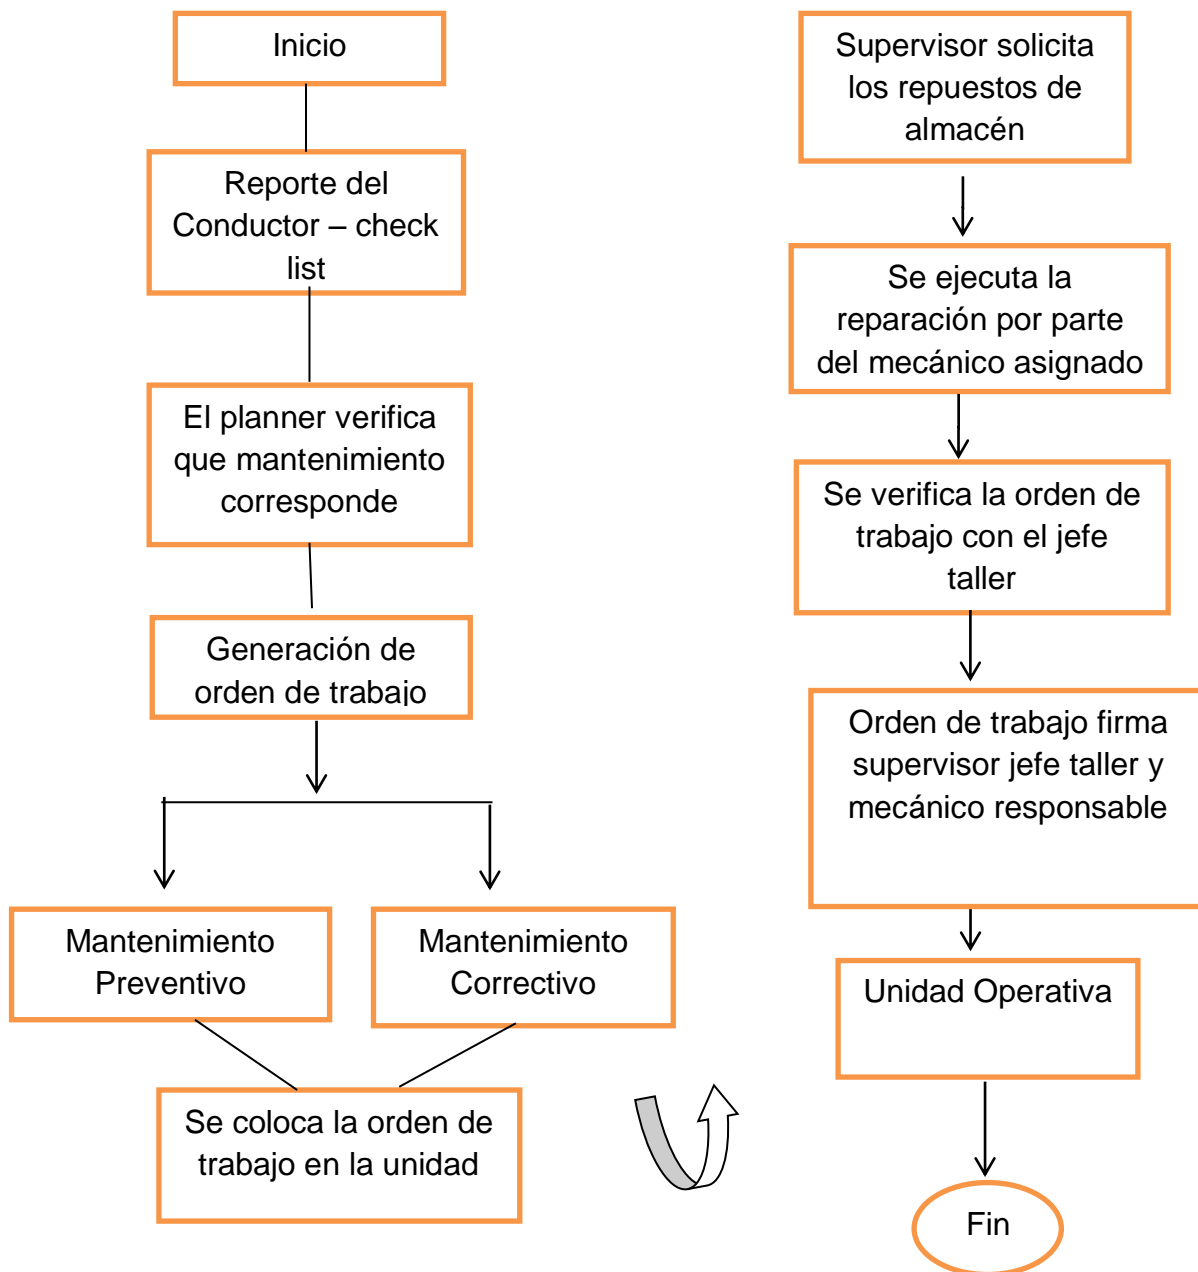 Inicio
Reporte del
Conductor – check
list
El planner verifica
que mantenimiento
corresponde
Generación de
orden de trabajo
Mantenimiento
Preventivo
Mantenimiento
Correctivo
Se coloca la orden de
trabajo en la unidad
Supervisor solicita
los repuestos de
almacén
Se ejecuta la
reparación por parte
del mecánico asignado
Se verifica la orden de
trabajo con el jefe
taller
Orden de trabajo firma
supervisor jefe taller y
mecánico responsable
Unidad Operativa
Fin